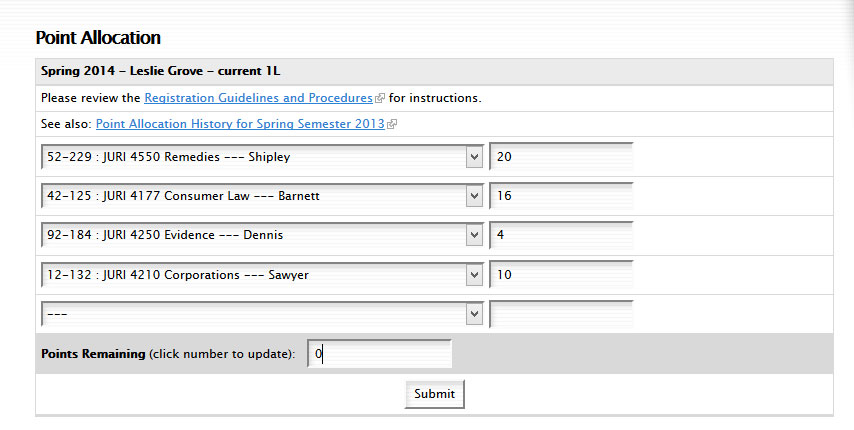 Point Allocation
Spring 2014 - Leslie Grove - current 1L
Please review the Registration Guidelines and Procedures for instructions.
See also: Point Allocation History for Spring Semester 2013
52-229 : JURI 4550 Remedies --- Shipley 20
42-125 : JURI 4177 Consumer Law --- Barnett 16
92-184 : JURI 4250 Evidence --- Dennis 4
12-132 : JURI 4210 Corporations --- Sawyer 10
---
Points Remaining (click number to update): 0
Submit